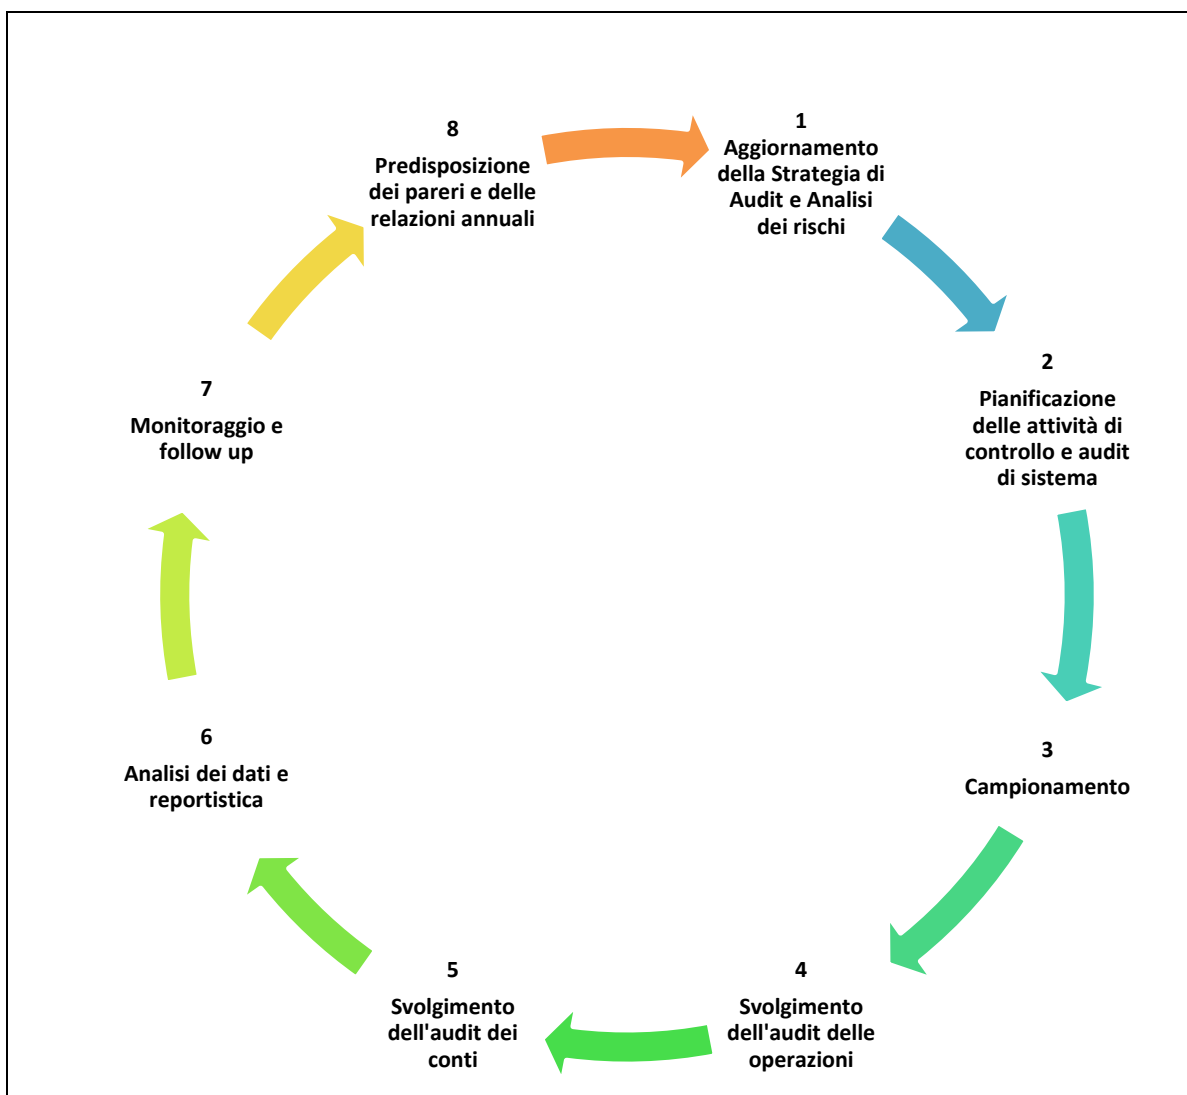 1
Aggiornamento
della Strategia di
Audit e Analisi
dei rischi
2
Pianificazione
delle attività di
controllo e audit
di sistema
3
Campionamento
4
Svolgimento
dell'audit delle
operazioni
5
Svolgimento
dell'audit dei
conti
6
Analisi dei dati e
reportistica
7
Monitoraggio e
follow up
8
Predisposizione
dei pareri e delle
relazioni annuali